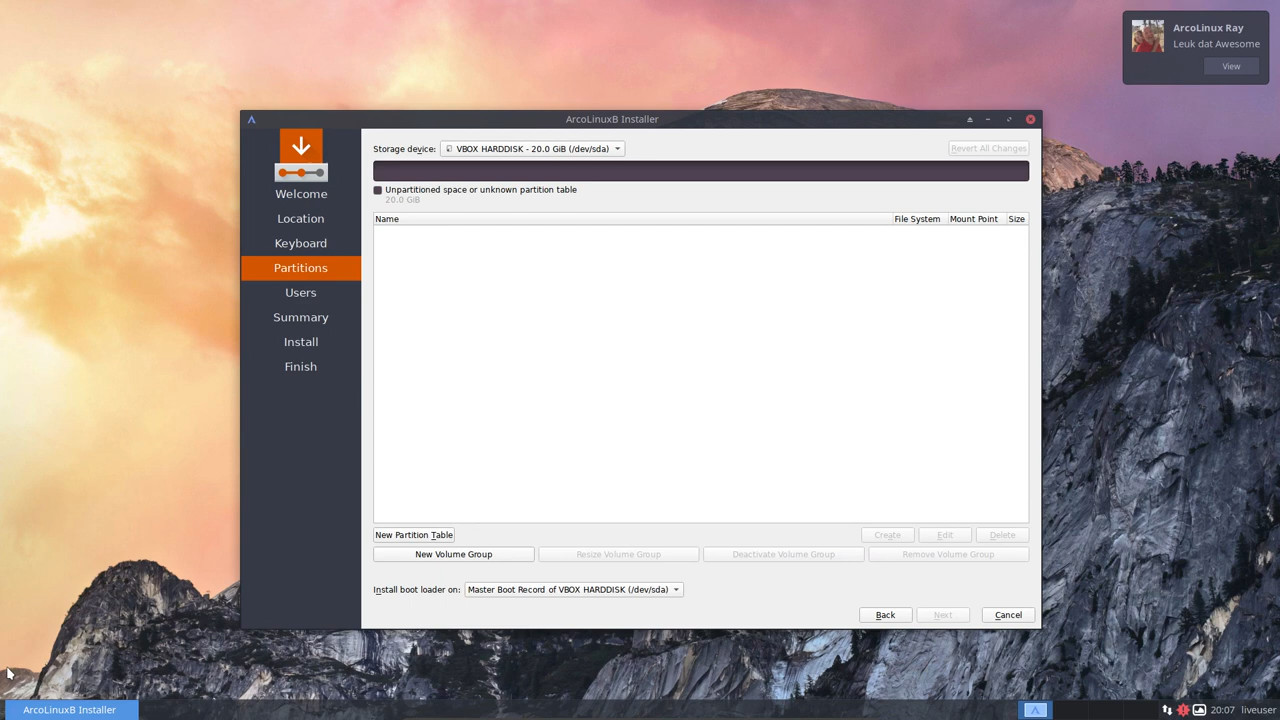 ArcoLinux Ray
Leuk dat Awesome
View
ArcoLinuxB Installer
Welcome
Location
Keyboard
Partitions
Users
Summary
Install
Finish
Storage device: VBOX HARDDISK - 20.0 GiB (/dev/sda) Revert All Changes
Unpartitioned space or unknown partition table
20.0 GiB
Name File System Mount Point Size
New Partition Table Create Edit Delete
New Volume Group Resize Volume Group Deactivate Volume Group Remove Volume Group
Install boot loader on: Master Boot Record of VBOX HARDDISK (/dev/sda)
Back Next Cancel
ArcoLinuxB Installer 20:07 liveuser